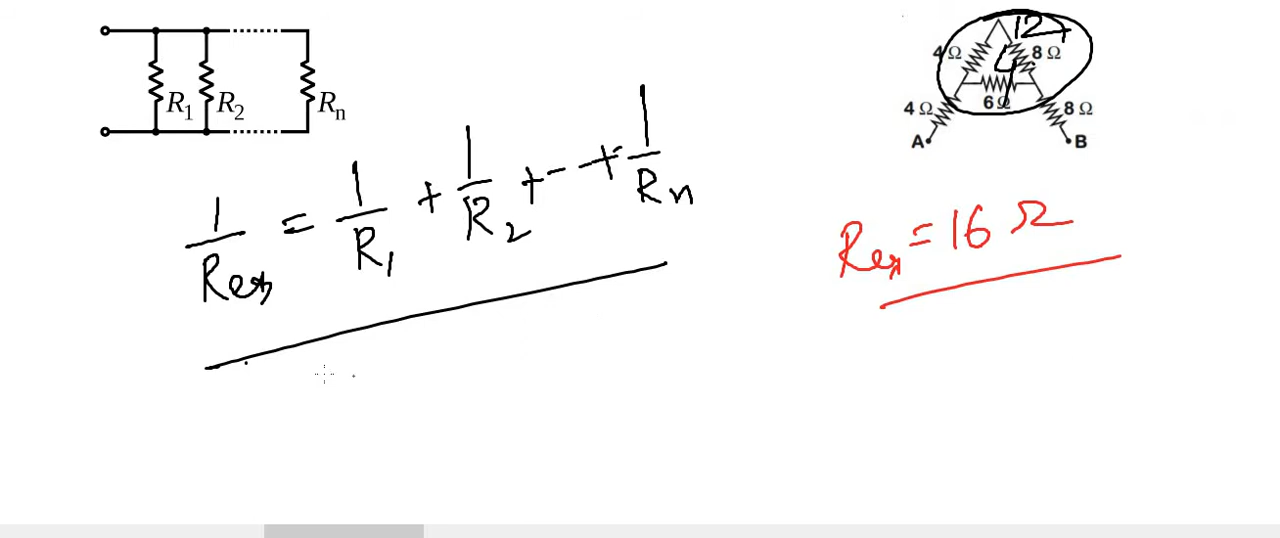 R1 R2 Rn
1/Req = 1/R1 + 1/R2 + - + 1/Rn
12
4 Ω 4 8 Ω
6 Ω
4 Ω 8 Ω
A B
Req = 16 Ω